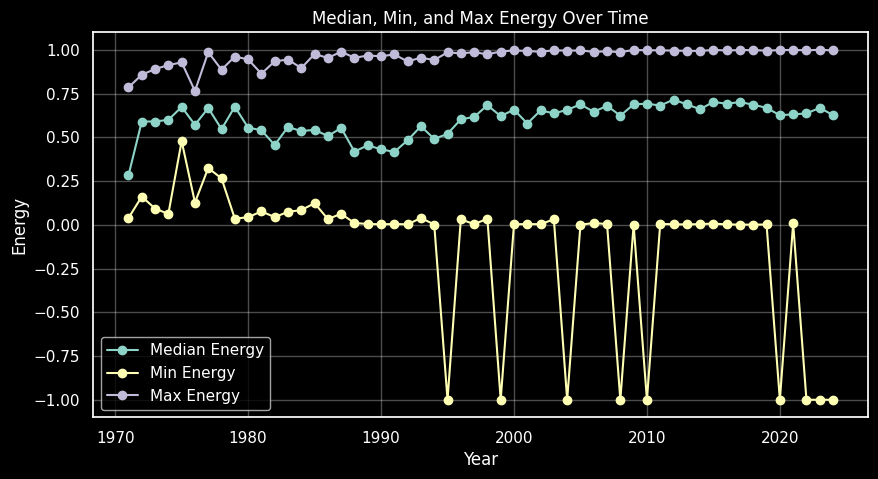 Median, Min, and Max Energy Over Time
1.00
0.75
0.50
0.25
0.00
−0.25
−0.50
−0.75
−1.00
Energy
Median Energy
Min Energy
Max Energy
1970 1980 1990 2000 2010 2020
Year